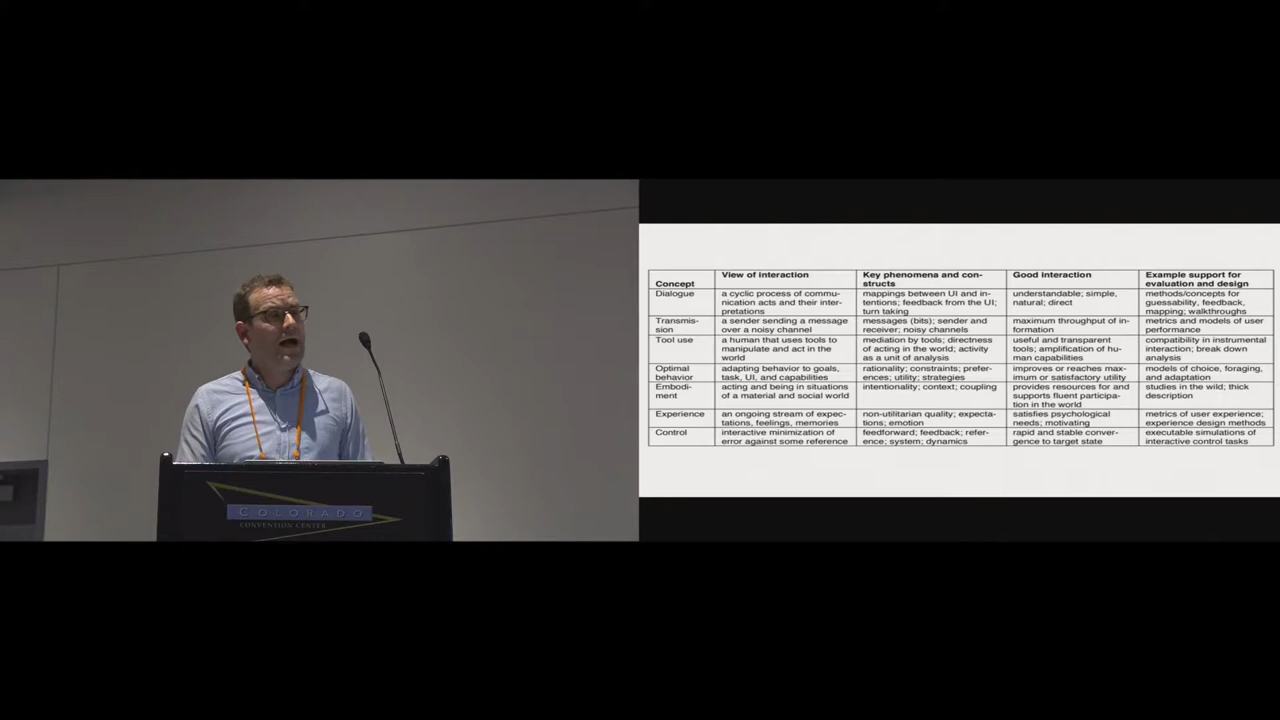 COLORADO
CONVENTION CENTER
Concept
View of interaction
Key phenomena and con-
structs
Good interaction
Example support for
evaluation and design
Dialogue
a cyclic process of commu-
nication acts and their inter-
pretations
mappings between UI and in-
tentions; feedback from the UI;
turn taking
understandable; simple,
natural; direct
methods/concepts for
guessability, feedback,
mapping; walkthroughs
Transmis-
sion
a sender sending a message
over a noisy channel
messages (bits); sender and
receiver; noisy channels
maximum throughput of in-
formation
metrics and models of user
performance
Tool use
a human that uses tools to
manipulate and act in the
world
mediation by tools; directness
of acting in the world; activity
as a unit of analysis
useful and transparent
tools; amplification of hu-
man capabilities
compatibility in instrumental
interaction; break down
analysis
Optimal
behavior
adapting behavior to goals,
task, UI, and capabilities
rationality; constraints; prefer-
ences; utility; strategies
improves or reaches max-
imum or satisfactory utility
models of choice, foraging,
and adaptation
Embodi-
ment
acting and being in situations
of a material and social world
intentionality; context; coupling
provides resources for and
supports fluent participa-
tion in the world
studies in the wild; thick
description
Experience
an ongoing stream of expec-
tations, feelings, memories
non-utilitarian quality; expecta-
tions; emotion
satisfies psychological
needs; motivating
metrics of user experience;
experience design methods
Control
interactive minimization of
error against some reference
feedforward; feedback; refer-
ence; system; dynamics
rapid and stable conver-
gence to target state
executable simulations of
interactive control tasks